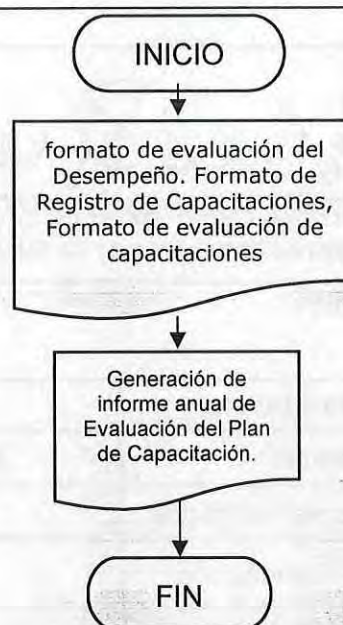 INICIO
formato de evaluación del
Desempeño. Formato de
Registro de Capacitaciones,
Formato de evaluación de
capacitaciones
Generación de
informe anual de
Evaluación del Plan
de Capacitación.
FIN